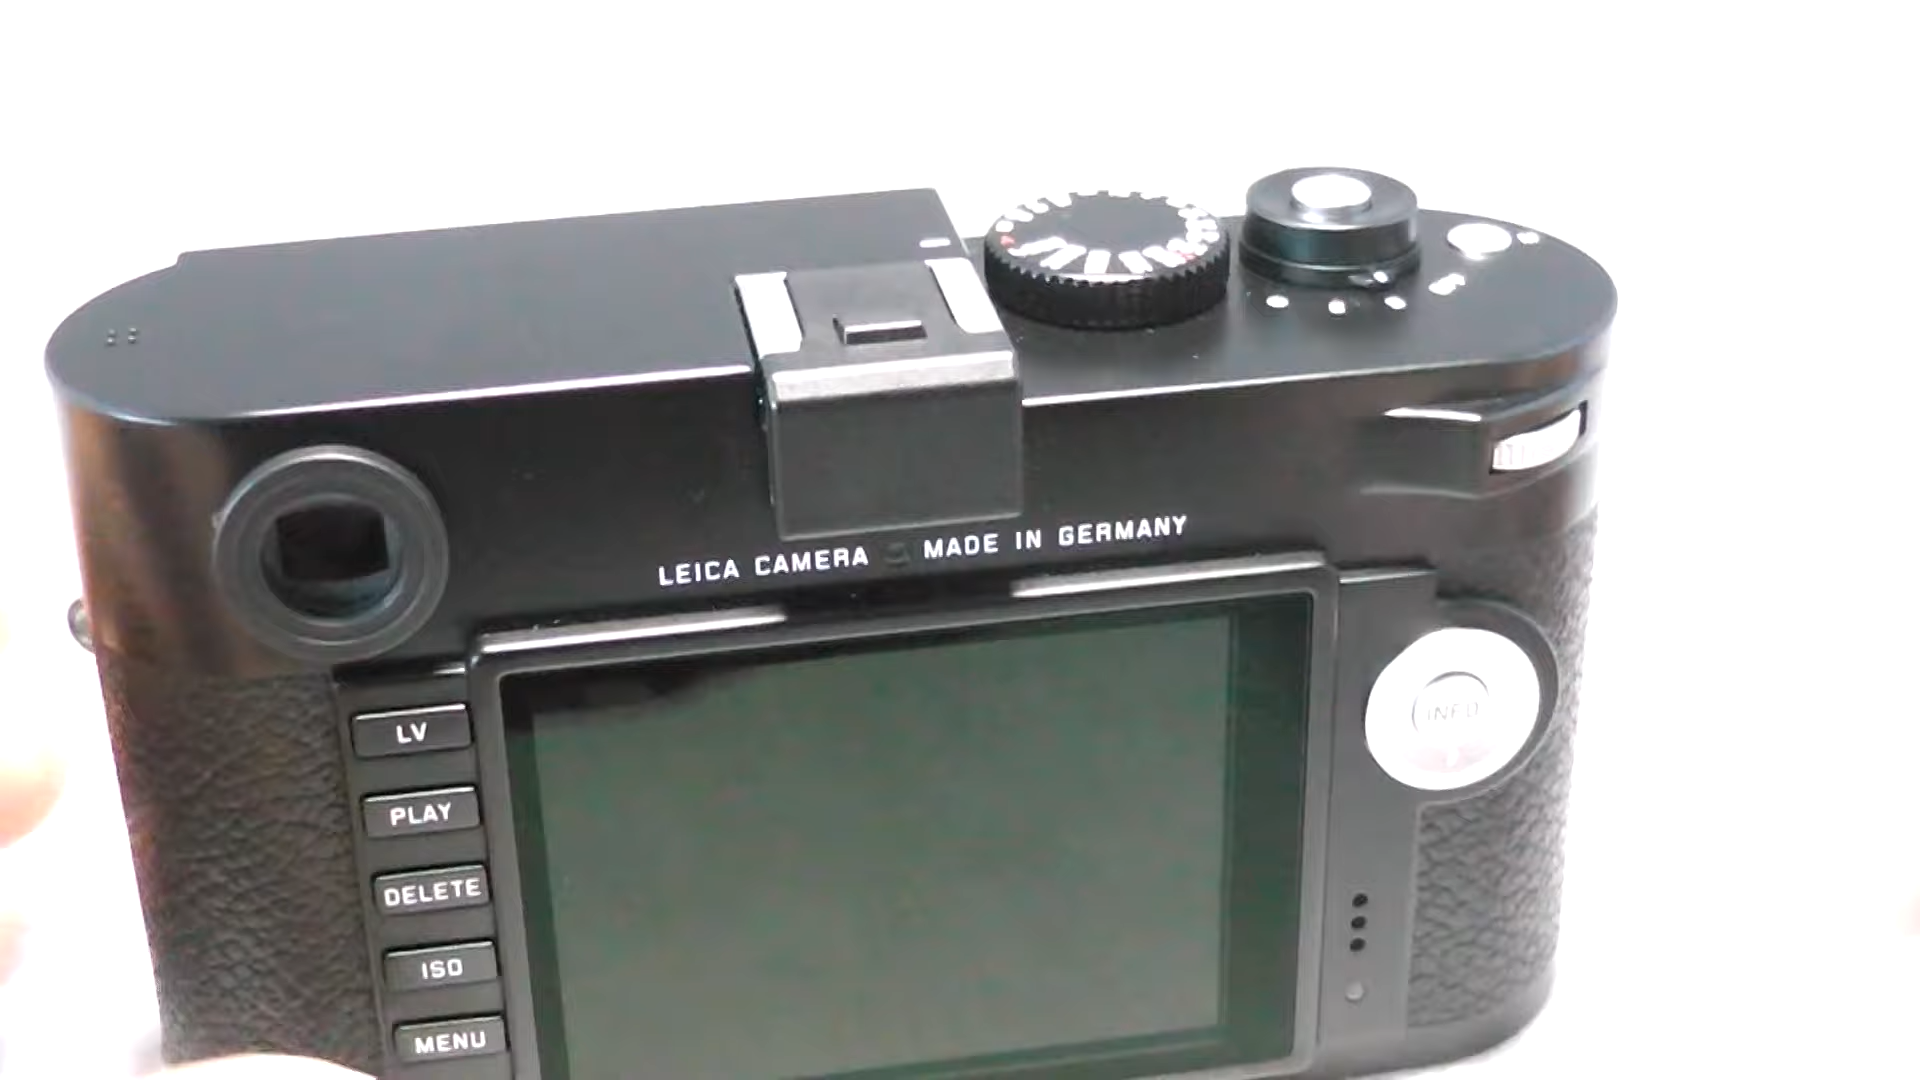 LEICA CAMERA MADE IN GERMANY
LV
PLAY
DELETE
ISO
MENU
INFO